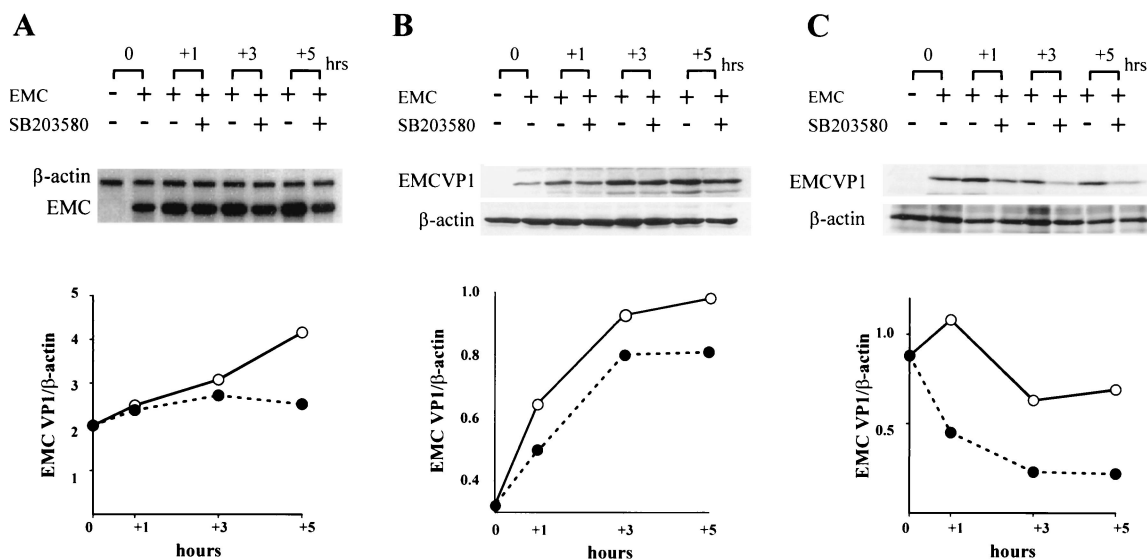 A
0 +1 +3 +5 hrs
EMC - + + + + + + +
SB203580 - - - + - + - +
β-actin
EMC
5
4
3
2
1
EMC VP1/β-actin
0 +1 +3 +5
hours
B
0 +1 +3 +5 hrs
EMC - + + + + + + +
SB203580 - - - + - + - +
EMCVP1
β-actin
1.0
0.8
0.6
0.4
EMC VP1/β-actin
0 +1 +3 +5
hours
C
0 +1 +3 +5 hrs
EMC - + + + + + + +
SB203580 - - - + - + - +
EMCVP1
β-actin
1.0
0.5
EMC VP1/β-actin
0 +1 +3 +5
hours